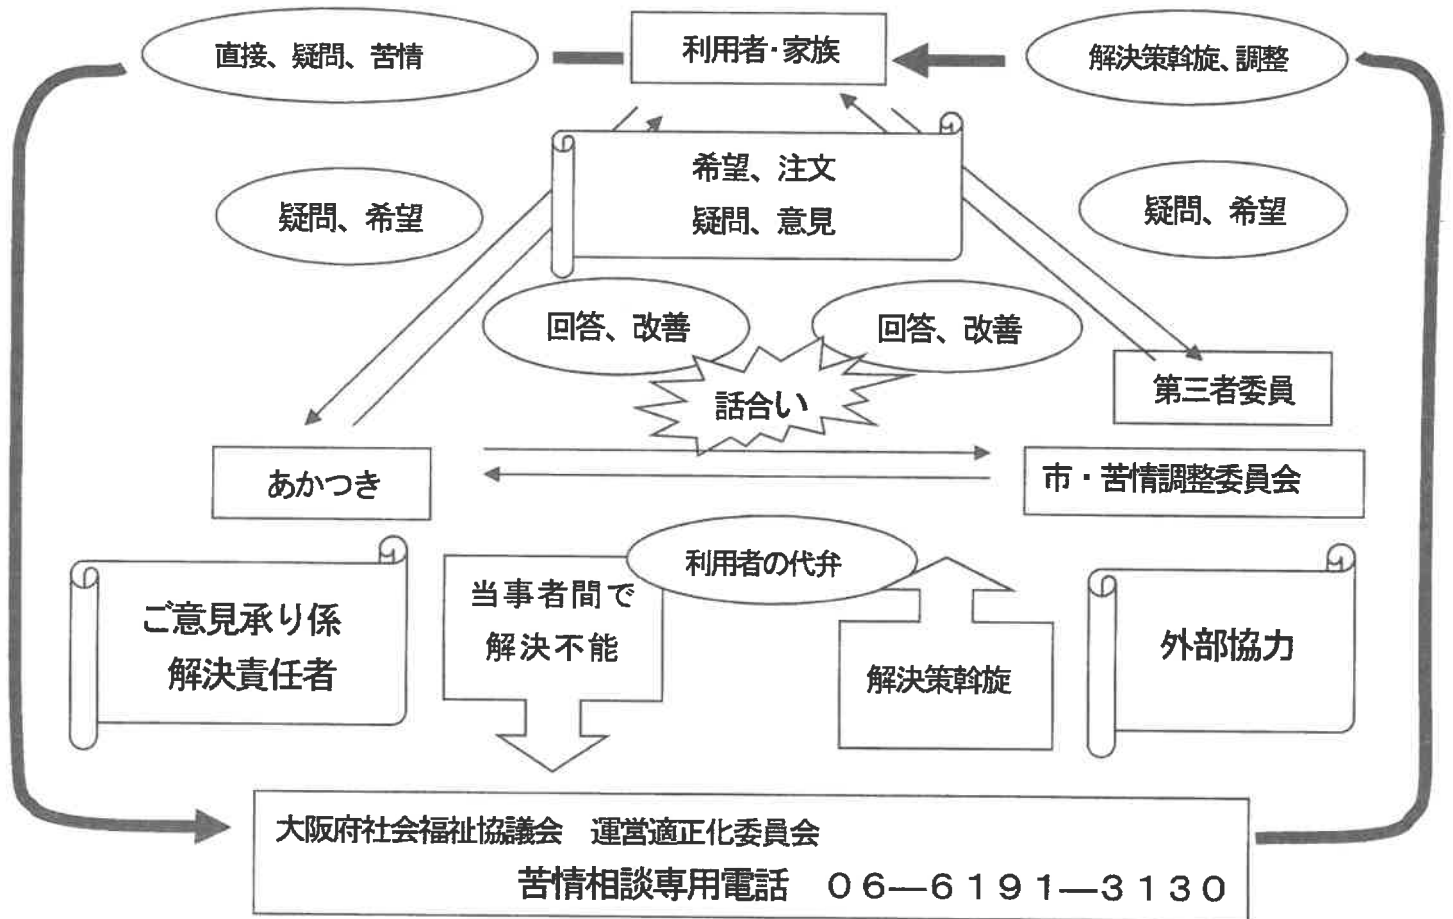 直接、疑問、苦情
利用者・家族
解決策斡旋、調整
希望、注文
疑問、意見
疑問、希望
疑問、希望
回答、改善
回答、改善
話合い
第三者委員
あかつき
市・苦情調整委員会
利用者の代弁
当事者間で
解決不能
ご意見承り係
解決責任者
解決策斡旋
外部協力
大阪府社会福祉協議会　運営適正化委員会
苦情相談専用電話　０６―６１９１―３１３０